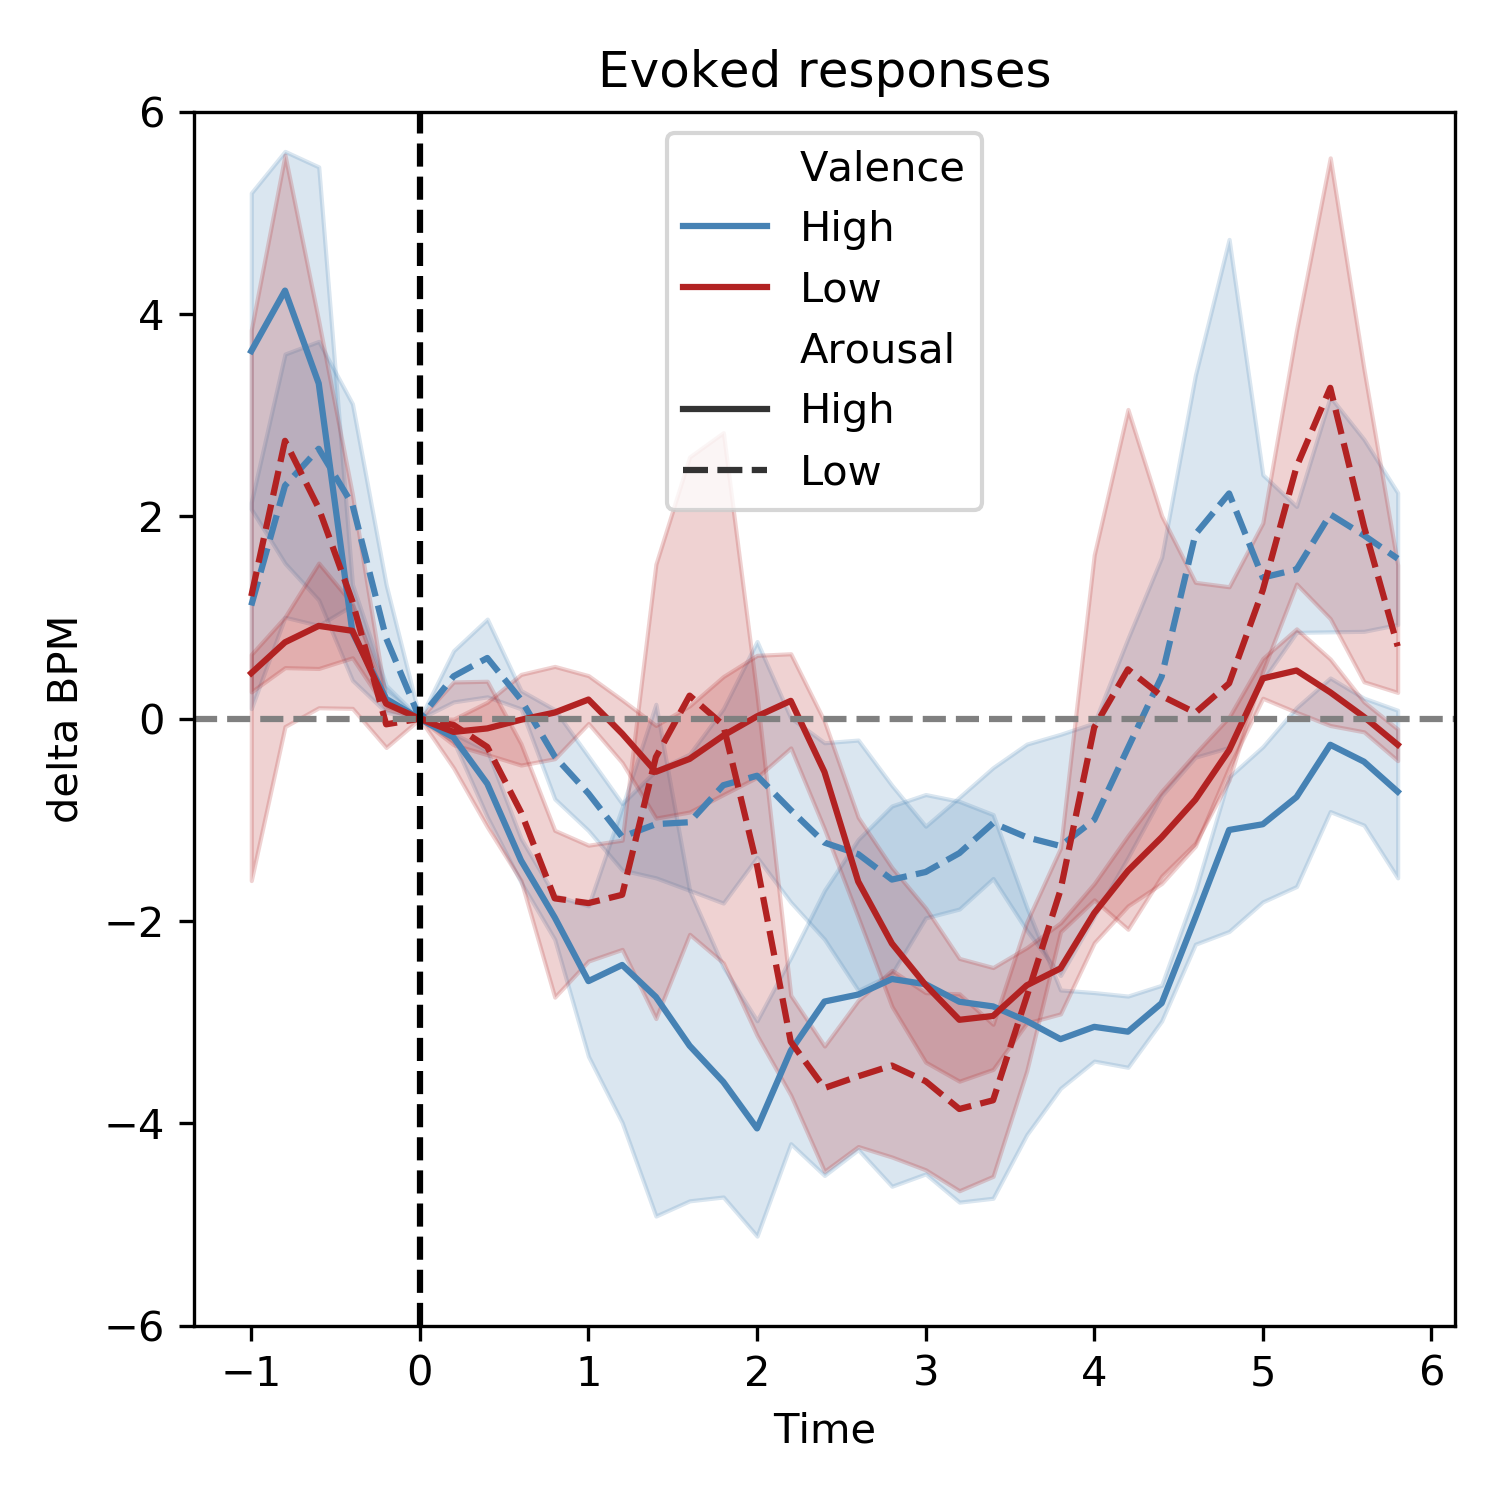 Evoked responses
6
4
2
0
−2
−4
−6
delta BPM
Valence
High
Low
Arousal
High
Low
−1 0 1 2 3 4 5 6
Time